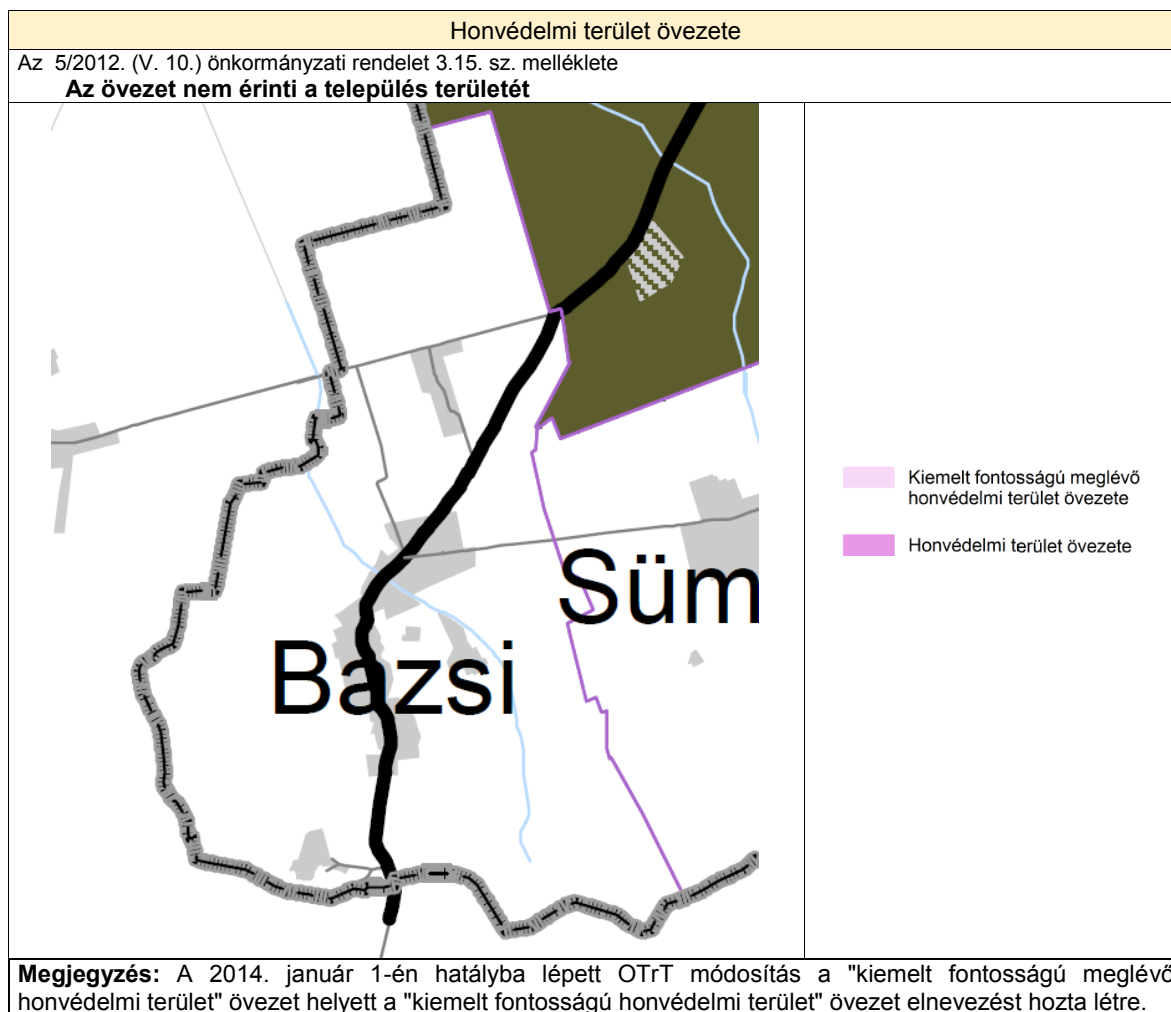 Honvédelmi terület övezete
Az 5/2012. (V. 10.) önkormányzati rendelet 3.15. sz. melléklete
Az övezet nem érinti a település területét
Süm
Bazsi
Kiemelt fontosságú meglévő
honvédelmi terület övezete
Honvédelmi terület övezete
Megjegyzés: A 2014. január 1-én hatályba lépett OTrT módosítás a "kiemelt fontosságú meglévő
honvédelmi terület" övezet helyett a "kiemelt fontosságú honvédelmi terület" övezet elnevezést hozta létre.